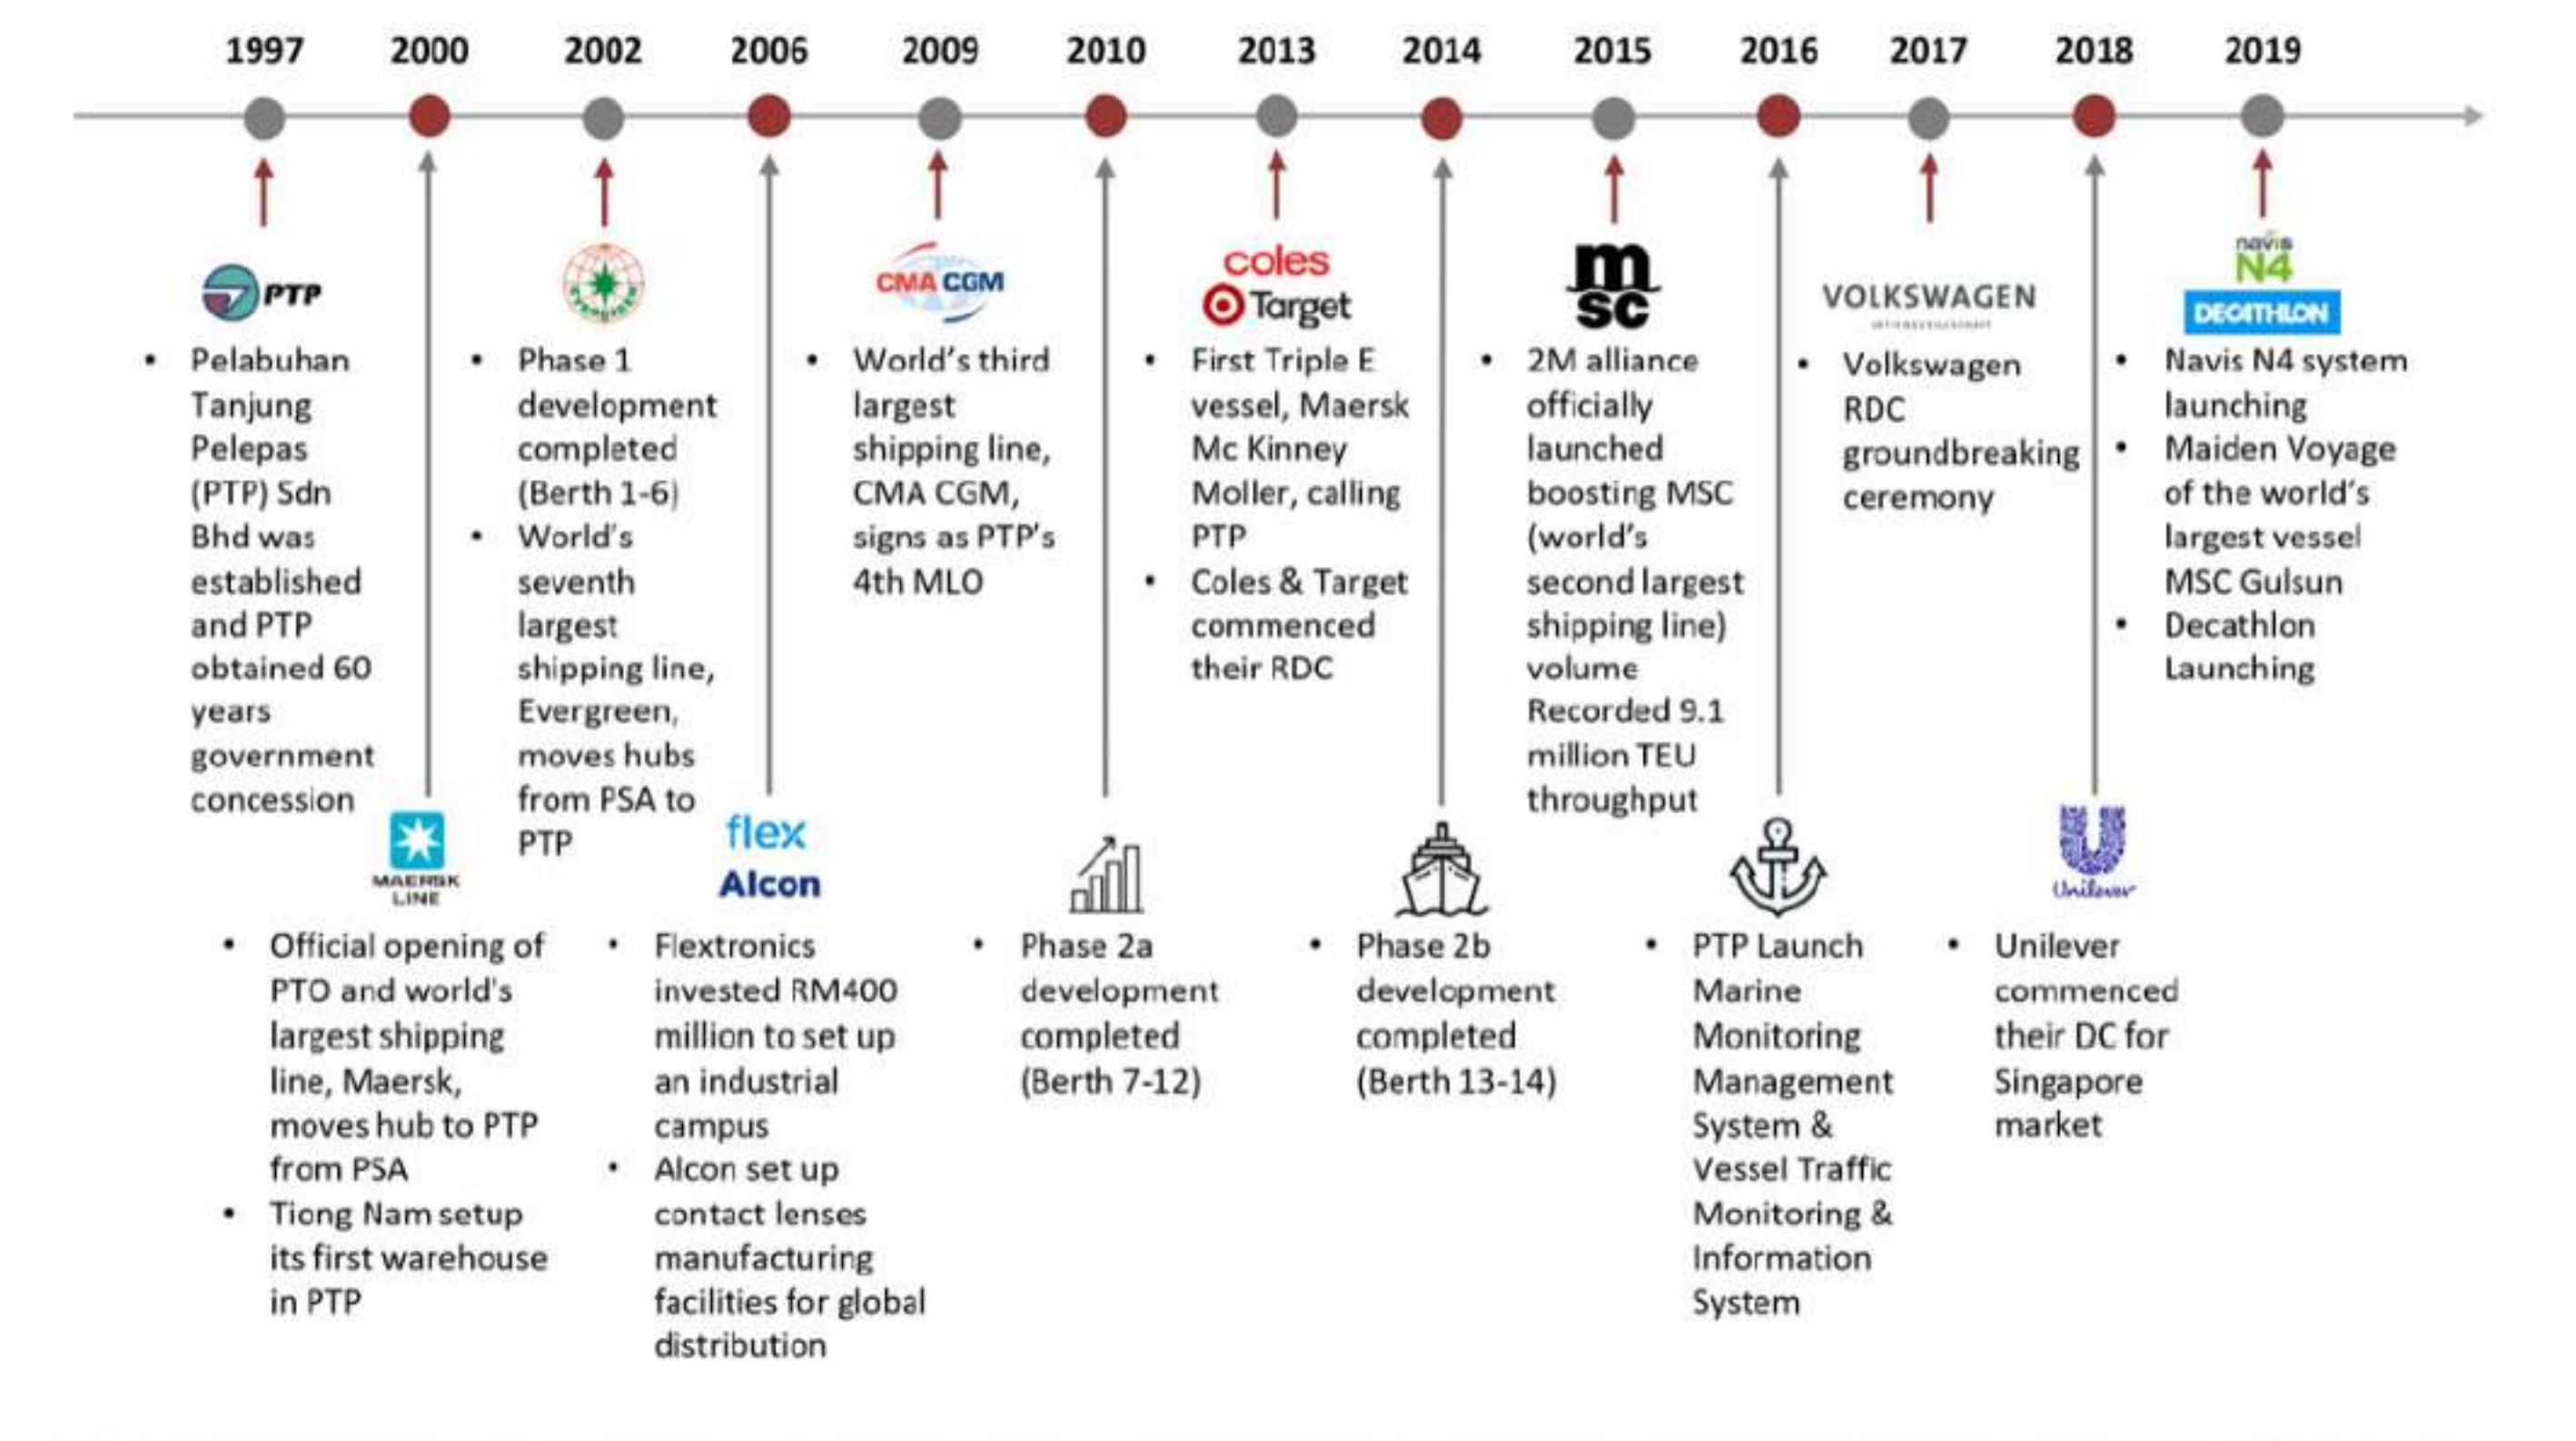 1997
2000
2002
2006
2009
2010
2013
2014
2015
2016
2017
2018
2019
PTP
• Pelabuhan
Tanjung
Pelepas
(PTP) Sdn
Bhd was
established
and PTP
obtained 60
years
government
concession
MAERSK
LINE
• Official opening of
PTO and world's
largest shipping
line, Maersk,
moves hub to PTP
from PSA
• Tiong Nam setup
its first warehouse
in PTP
EVERGREEN
• Phase 1
development
completed
(Berth 1-6)
• World's
seventh
largest
shipping line,
Evergreen,
moves hubs
from PSA to
PTP
flex
Alcon
• Flextronics
invested RM400
million to set up
an industrial
campus
• Alcon set up
contact lenses
manufacturing
facilities for global
distribution
CMA CGM
• World's third
largest
shipping line,
CMA CGM,
signs as PTP's
4th MLO
• Phase 2a
development
completed
(Berth 7-12)
coles
Target
• First Triple E
vessel, Maersk
Mc Kinney
Moller, calling
PTP
• Coles & Target
commenced
their RDC
• Phase 2b
development
completed
(Berth 13-14)
m
sc
• 2M alliance
officially
launched
boosting MSC
(world's
second largest
shipping line)
volume
Recorded 9.1
million TEU
throughput
• PTP Launch
Marine
Monitoring
Management
System &
Vessel Traffic
Monitoring &
Information
System
VOLKSWAGEN
• Volkswagen
RDC
groundbreaking
ceremony
Unilever
• Unilever
commenced
their DC for
Singapore
market
navis
N4
DECATHLON
• Navis N4 system
launching
• Maiden Voyage
of the world's
largest vessel
MSC Gulsun
• Decathlon
Launching